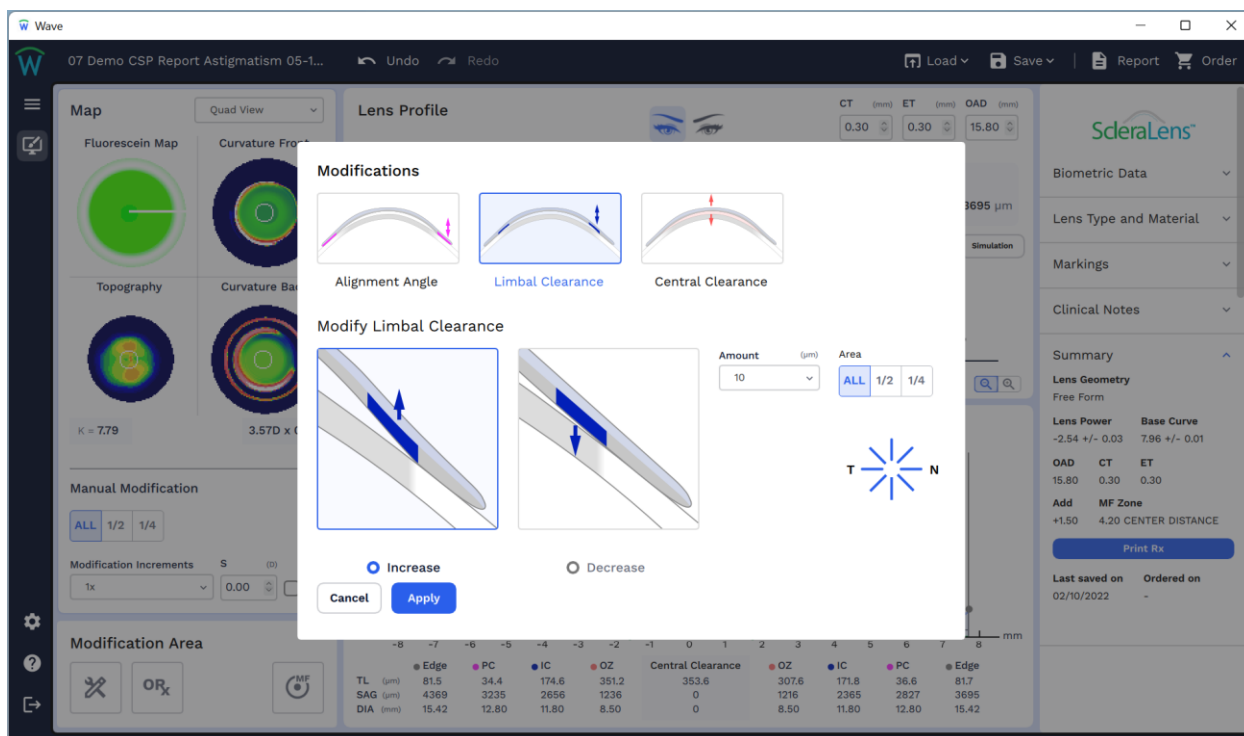 Wave
07 Demo CSP Report Astigmatism 05-1...
Undo
Redo
Load
Save
Report
Order
Map
Quad View
Fluorescein Map
Curvature Front
Topography
Curvature Ba
K = 7.79
3.57D x
Manual Modification
ALL 1/2 1/4
Modification Increments S (D)
1x 0.00
Modification Area
ORx
MF
Lens Profile
CT (mm) ET (mm) OAD (mm)
0.30 0.30 15.80
3695 μm
Simulation
Modifications
Alignment Angle
Limbal Clearance
Central Clearance
Modify Limbal Clearance
Amount (μm)
10
Area
ALL 1/2 1/4
T N
Increase
Decrease
Cancel
Apply
-8 -7 -6 -5 -4 -3 -2 -1 0 1 2 3 4 5 6 7 8 mm
Edge PC IC OZ Central Clearance OZ IC PC Edge
TL (μm) 81.5 34.4 174.6 351.2 353.6 307.6 171.8 36.6 81.7
SAG (μm) 4369 3235 2656 1236 0 1216 2365 2827 3695
DIA (mm) 15.42 12.80 11.80 8.50 0 8.50 11.80 12.80 15.42
ScleraLens™
Biometric Data
Lens Type and Material
Markings
Clinical Notes
Summary
Lens Geometry
Free Form
Lens Power Base Curve
-2.54 +/- 0.03 7.96 +/- 0.01
OAD CT ET
15.80 0.30 0.30
Add MF Zone
+1.50 4.20 CENTER DISTANCE
Print Rx
Last saved on Ordered on
02/10/2022 -